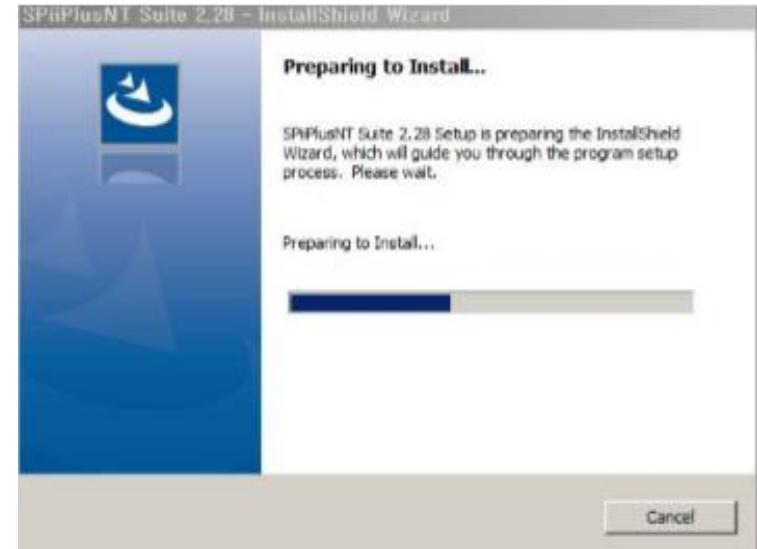 SPiiPlusNT Suite 2.28 - InstallShield Wizard
Preparing to Install...
SPiiPlusNT Suite 2.28 Setup is preparing the InstallShield
Wizard, which will guide you through the program setup
process. Please wait.
Preparing to Install...
Cancel